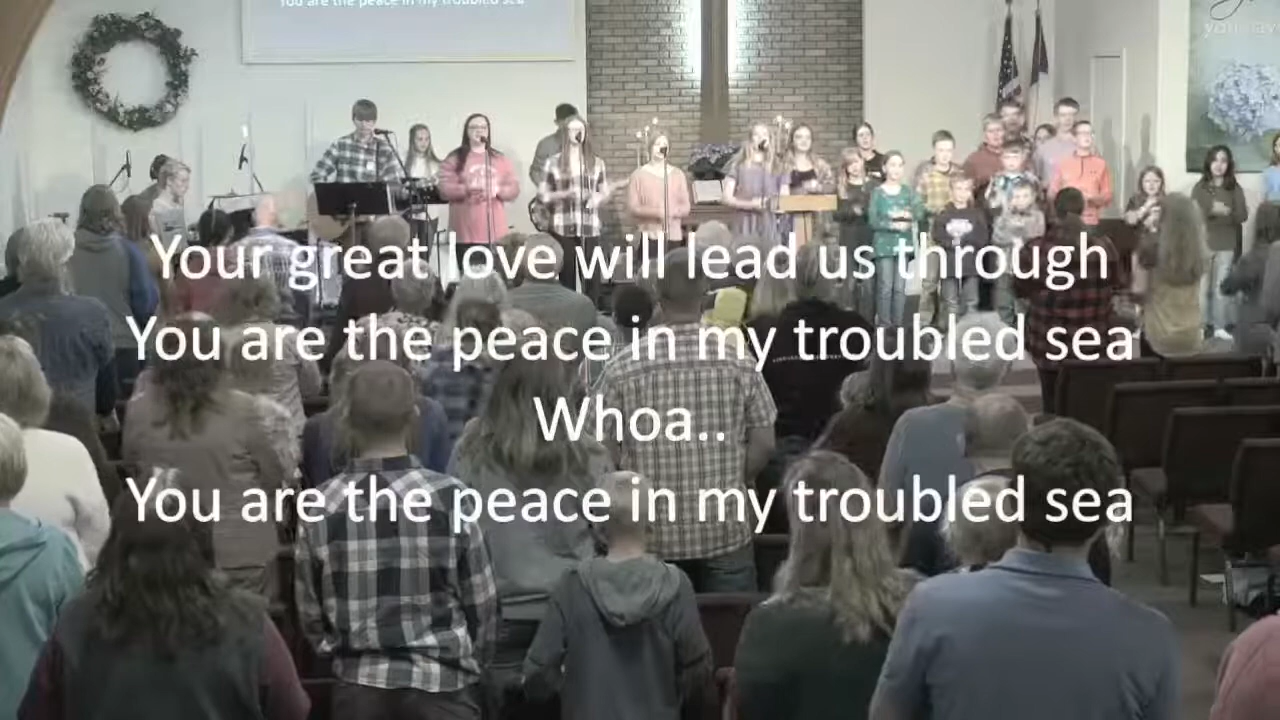 You are the peace in my troubled sea
Your great love will lead us through
You are the peace in my troubled sea
Whoa..
You are the peace in my troubled sea